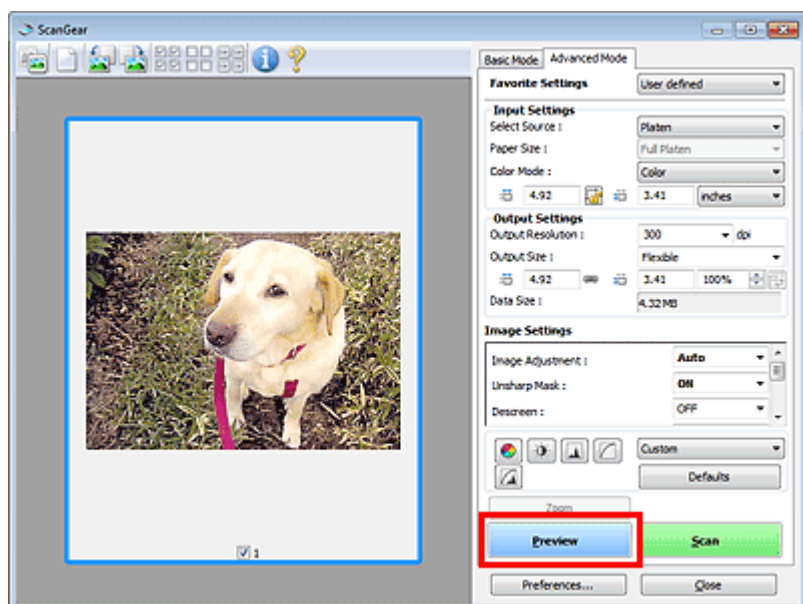 ScanGear
Basic Mode Advanced Mode
Favorite Settings User defined
Input Settings
Select Source : Platen
Paper Size : Full Platen
Color Mode : Color
4.92 3.41 inches
Output Settings
Output Resolution : 300 dpi
Output Size : Flexible
4.92 3.41 100%
Data Size : 4.32 MB
Image Settings
Image Adjustment : Auto
Unsharp Mask : ON
Descreen : OFF
Custom
Defaults
Zoom
Preview Scan
1
Preferences... Close